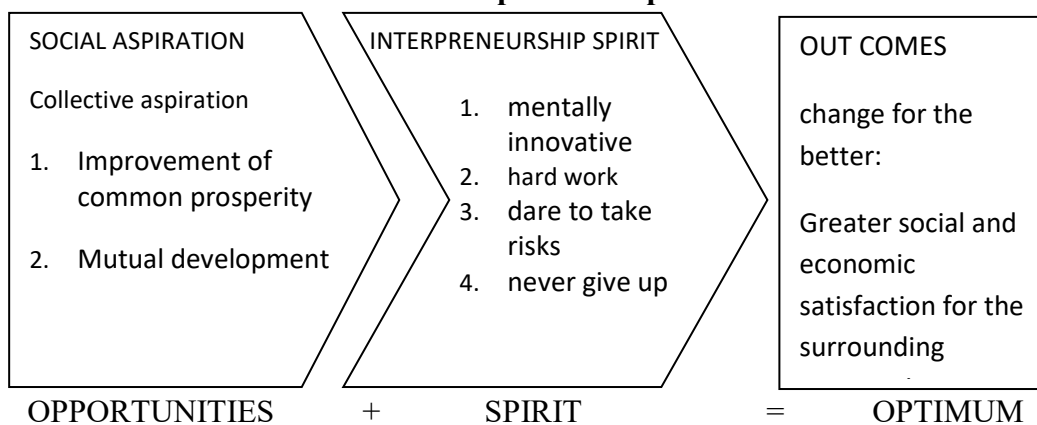 SOCIAL ASPIRATION
Collective aspiration
1. Improvement of
common prosperity
2. Mutual development
INTERPRENEURSHIP SPIRIT
1. mentally
innovative
2. hard work
3. dare to take
risks
4. never give up
OUT COMES
change for the
better:
Greater social and
economic
satisfaction for the
surrounding
OPPORTUNITIES + SPIRIT = OPTIMUM